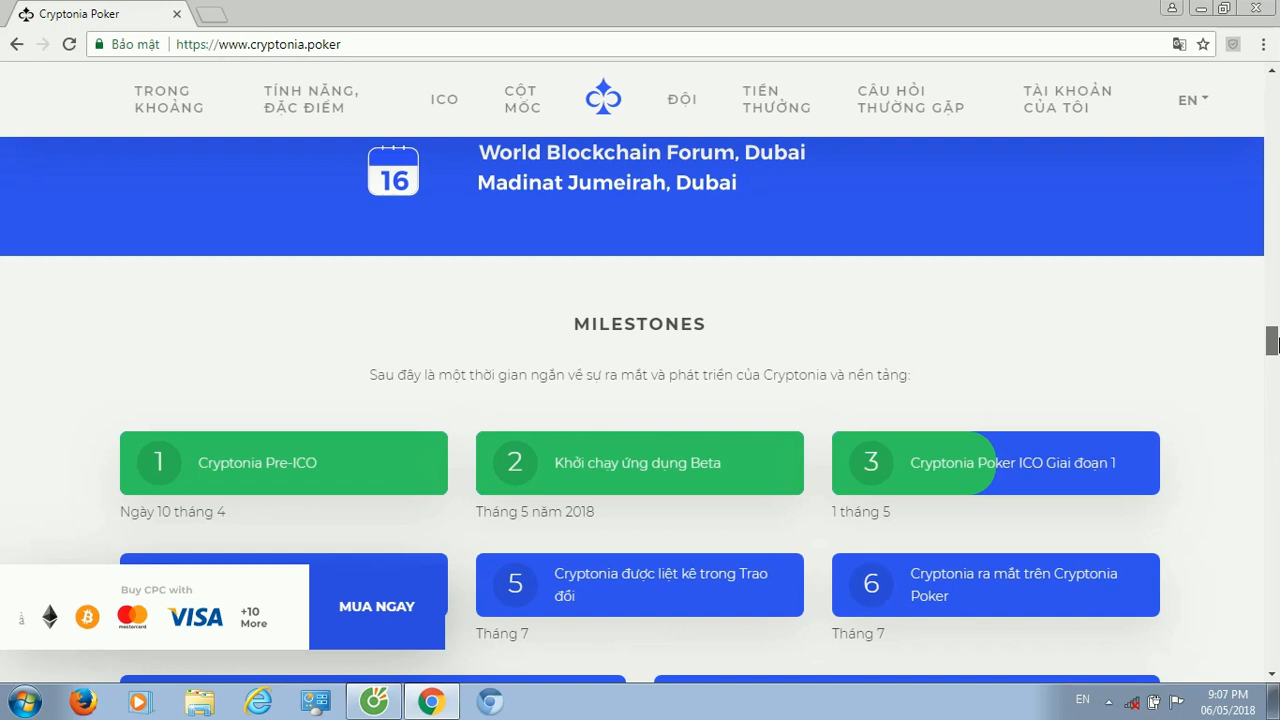 Cryptonia Poker
Bảo mật
https://www.cryptonia.poker
TRONG
KHOẢNG
TÍNH NĂNG,
ĐẶC ĐIỂM
ICO
CỘT
MỐC
ĐỘI
TIỀN
THƯỞNG
CÂU HỎI
THƯỜNG GẶP
TÀI KHOẢN
CỦA TÔI
EN
16
World Blockchain Forum, Dubai
Madinat Jumeirah, Dubai
MILESTONES
Sau đây là một thời gian ngắn về sự ra mắt và phát triển của Cryptonia và nền tảng:
1 Cryptonia Pre-ICO
Ngày 10 tháng 4
2 Khởi chạy ứng dụng Beta
Tháng 5 năm 2018
3 Cryptonia Poker ICO Giai đoạn 1
1 tháng 5
5 Cryptonia được liệt kê trong Trao
đổi
Tháng 7
6 Cryptonia ra mắt trên Cryptonia
Poker
Tháng 7
Buy CPC with
mastercard
VISA
+10
More
MUA NGAY
EN
9:07 PM
06/05/2018